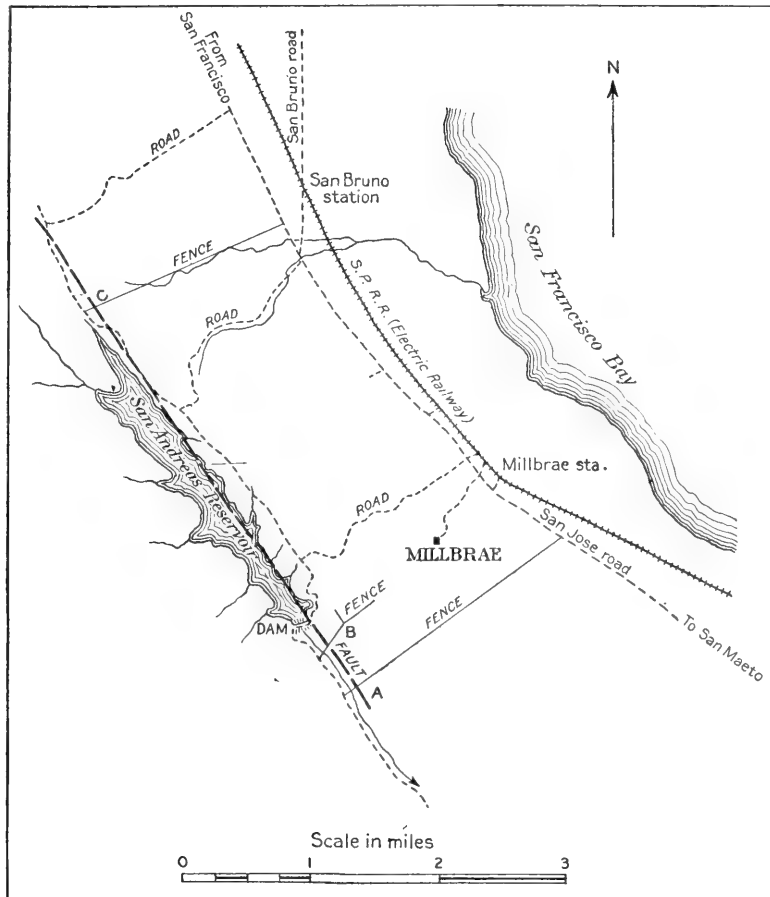 From
San Francisco
San Bruno road
N
ROAD
San Bruno
station
FENCE
C
San Francisco Bay
S.P.R.R. (Electric Railway)
ROAD
San Andreas Reservoir
Millbrae sta.
ROAD
San Jose road
MILLBRAE
FENCE
FENCE
B
DAM
FAULT
A
To San Maeto
Scale in miles
0 1 2 3